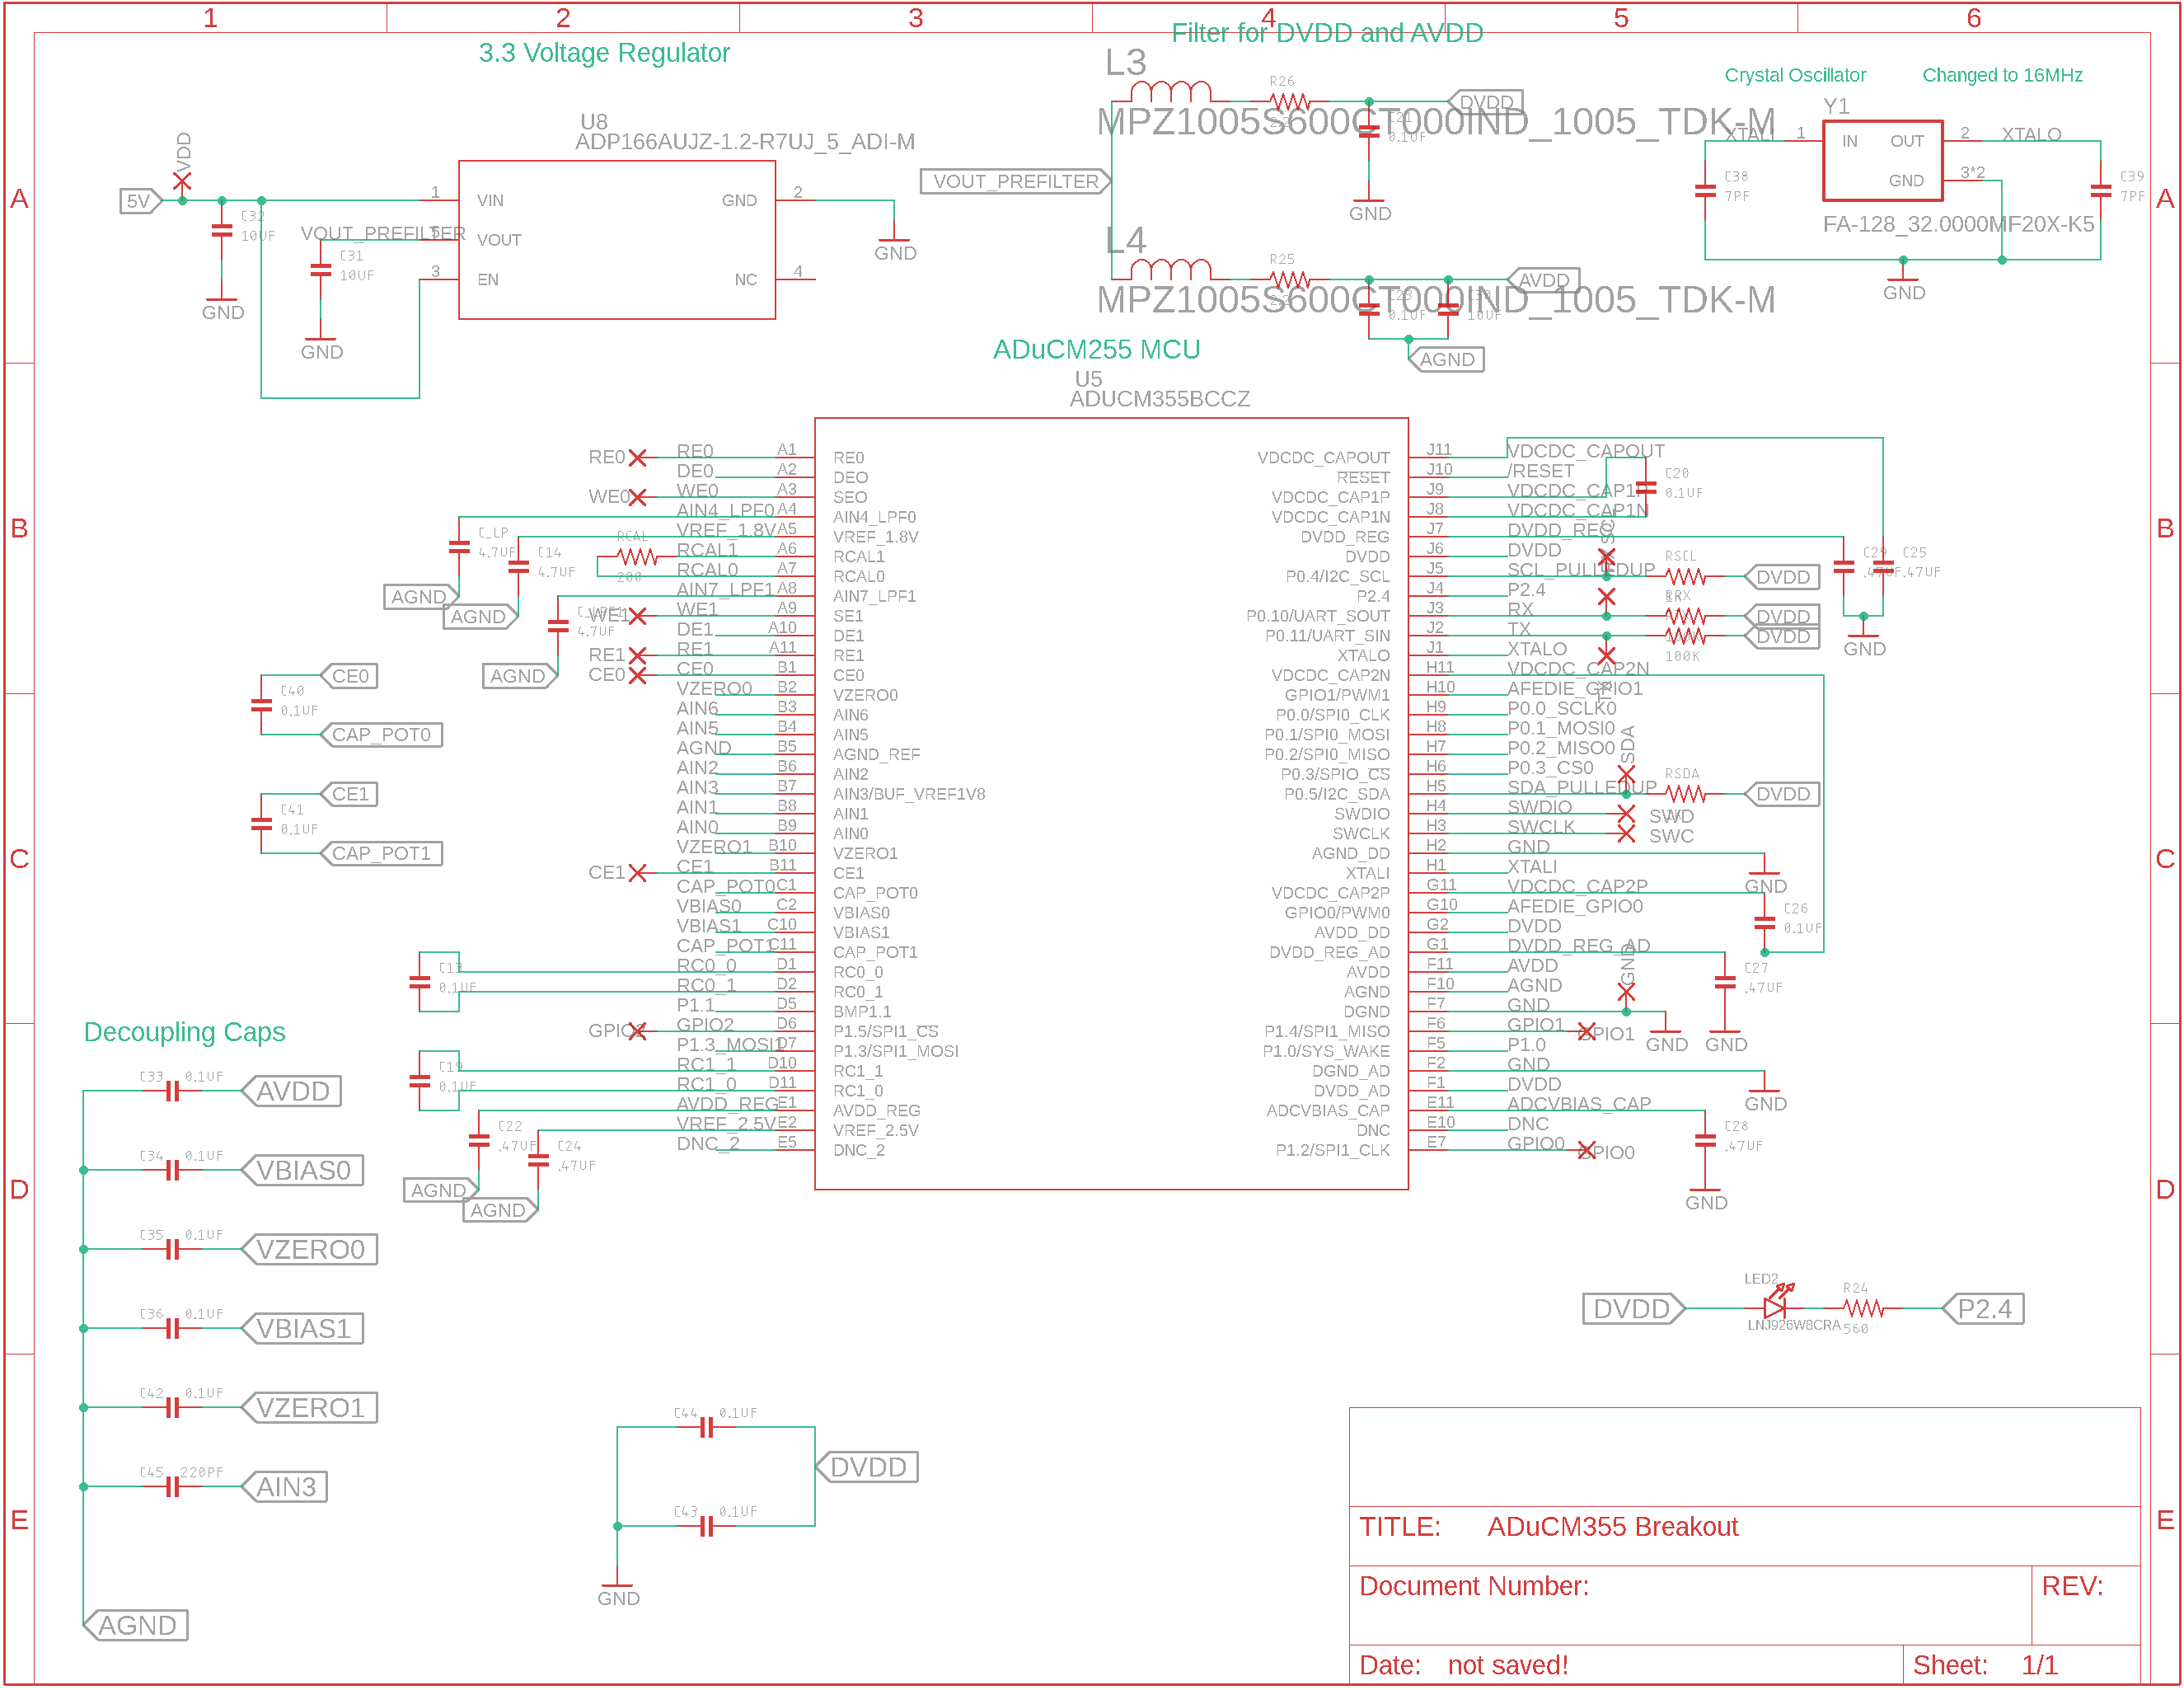 1 2 3 4 5 6
3.3 Voltage Regulator
Filter for DVDD and AVDD
Crystal Oscillator
Changed to 16MHz
A
A
B
B
C
C
D
D
E
E
U8
ADP166AUJZ-1.2-R7UJ_5_ADI-M
VDD
5V
C32
10UF
GND
VOUT_PREFILTER
C31
10UF
GND
1 VIN
5 VOUT
3 EN
GND 2
NC 4
GND
L3
MPZ1005S600CT000IND_1005_TDK-M
R26
DVDD
0.1UF
GND
VOUT_PREFILTER
L4
MPZ1005S600CT000IND_1005_TDK-M
R25
AVDD
0.1UF
10UF
AGND
Y1
XTALI
1 IN
OUT 2
XTALO
GND 3*2
C38
7PF
C39
7PF
FA-128_32.0000MF20X-K5
GND
ADuCM255 MCU
U5
ADUCM355BCCZ
RE0 RE0 A1 RE0
DE0 A2 DEO
WE0 WE0 A3 SEO
AIN4_LPF0 A4 AIN4_LPF0
VREF_1.8V A5 VREF_1.8V
RCAL1 A6 RCAL1
RCAL0 A7 RCAL0
AIN7_LPF1 A8 AIN7_LPF1
WE1 WE1 A9 SE1
DE1 A10 DE1
RE1 RE1 A11 RE1
CE0 CE0 B1 CE0
VZERO0 B2 VZERO0
AIN6 B3 AIN6
AIN5 B4 AIN5
AGND B5 AGND_REF
AIN2 B6 AIN2
AIN3 B7 AIN3/BUF_VREF1V8
AIN1 B8 AIN1
AIN0 B9 AIN0
VZERO1 B10 VZERO1
CE1 CE1 B11 CE1
CAP_POT0 C1 CAP_POT0
VBIAS0 C2 VBIAS0
VBIAS1 C10 VBIAS1
CAP_POT1 C11 CAP_POT1
RC0_0 D1 RC0_0
RC0_1 D2 RC0_1
P1.1 D5 BMP1.1
GPIO2 GPIO2 D6 P1.5/SPI1_CS
P1.3_MOSI1 D7 P1.3/SPI1_MOSI
RC1_1 D10 RC1_1
RC1_0 D11 RC1_0
AVDD_REG E1 AVDD_REG
VREF_2.5V E2 VREF_2.5V
DNC_2 E5 DNC_2
C_LP
4.7UF
C14
4.7UF
RCAL
200
AGND
AGND
4.7UF
AGND
C40
0.1UF
CE0
CAP_POT0
C41
0.1UF
CE1
CAP_POT1
0.1UF
C19
0.1UF
C22
.47UF
C24
.47UF
AGND
AGND
VDCDC_CAPOUT J11 VDCDC_CAPOUT
RESET J10 /RESET
VDCDC_CAP1P J9 VDCDC_CAP1P
VDCDC_CAP1N J8 VDCDC_CAP1N
DVDD_REG J7 DVDD_REG
DVDD J6 DVDD
P0.4/I2C_SCL J5 SCL_PULLEDUP
P2.4 J4 P2.4
P0.10/UART_SOUT J3 RX
P0.11/UART_SIN J2 TX
XTALO J1 XTALO
VDCDC_CAP2N H11 VDCDC_CAP2N
GPIO1/PWM1 H10 AFEDIE_GPIO1
P0.0/SPI0_CLK H9 P0.0_SCLK0
P0.1/SPI0_MOSI H8 P0.1_MOSI0
P0.2/SPI0_MISO H7 P0.2_MISO0
P0.3/SPIO_CS H6 P0.3_CS0
P0.5/I2C_SDA H5 SDA_PULLEDUP
SWDIO H4 SWDIO SWD
SWCLK H3 SWCLK SWC
AGND_DD H2 GND
XTALI H1 XTALI
VDCDC_CAP2P G11 VDCDC_CAP2P
GPIO0/PWM0 G10 AFEDIE_GPIO0
AVDD_DD G2 DVDD
DVDD_REG_AD G1 DVDD_REG_AD
AVDD F11 AVDD
AGND F10 AGND
DGND F7 GND
P1.4/SPI1_MISO F6 GPIO1 GPIO1
P1.0/SYS_WAKE F5 P1.0
DGND_AD F2 GND
DVDD_AD F1 DVDD
ADCVBIAS_CAP E11 ADCVBIAS_CAP
DNC E10 DNC
P1.2/SPI1_CLK E7 GPIO0 GPIO0
C20
0.1UF
C25
.47UF
GND
RSCL
DVDD
DVDD
DVDD
100K
SDA
RSDA
DVDD
GND
C26
0.1UF
C27
.47UF
GND
GND
GND
GND
C28
.47UF
GND
Decoupling Caps
C33 0.1UF AVDD
C34 0.1UF VBIAS0
C35 0.1UF VZERO0
C36 0.1UF VBIAS1
C42 0.1UF VZERO1
C45 220PF AIN3
AGND
C44 0.1UF
DVDD
C43 0.1UF
GND
DVDD
LED2
LNJ926W8CRA
R24
560
P2.4
TITLE: ADuCM355 Breakout
Document Number:
REV:
Date: not saved!
Sheet: 1/1